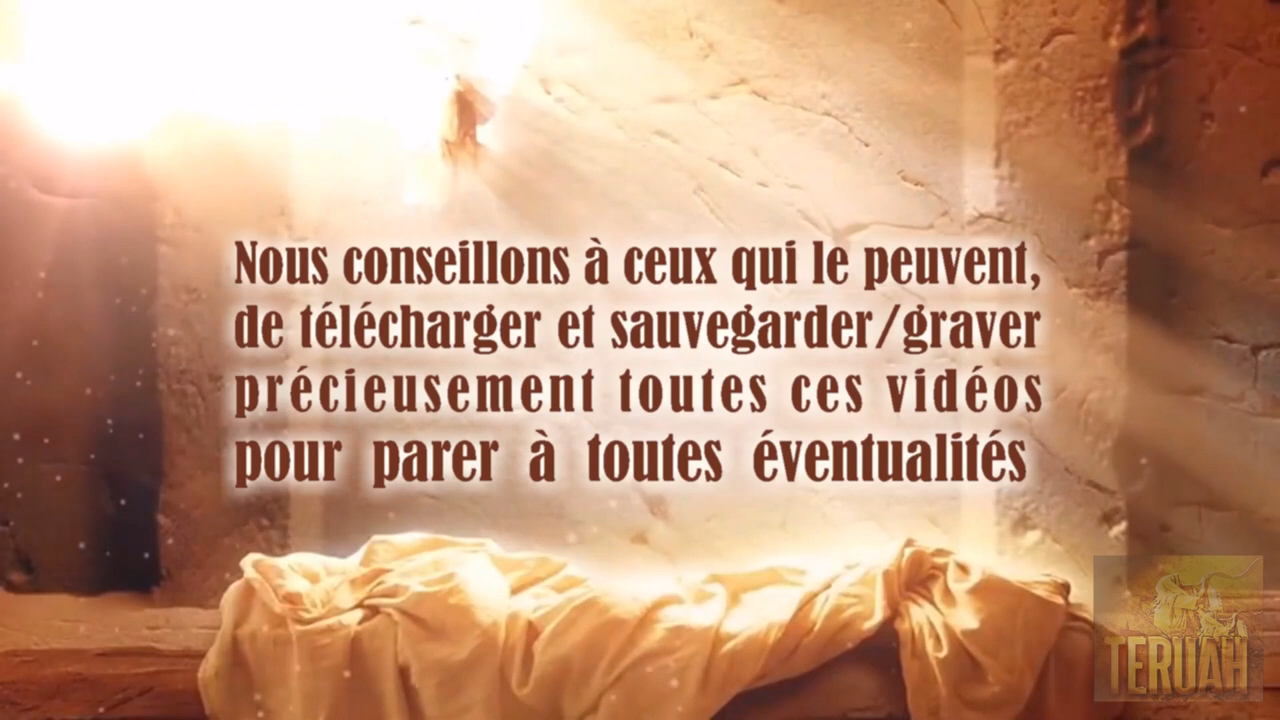 Nous conseillons à ceux qui le peuvent,
de télécharger et sauvegarder/graver
précieusement toutes ces vidéos
pour parer à toutes éventualités
TERUAH